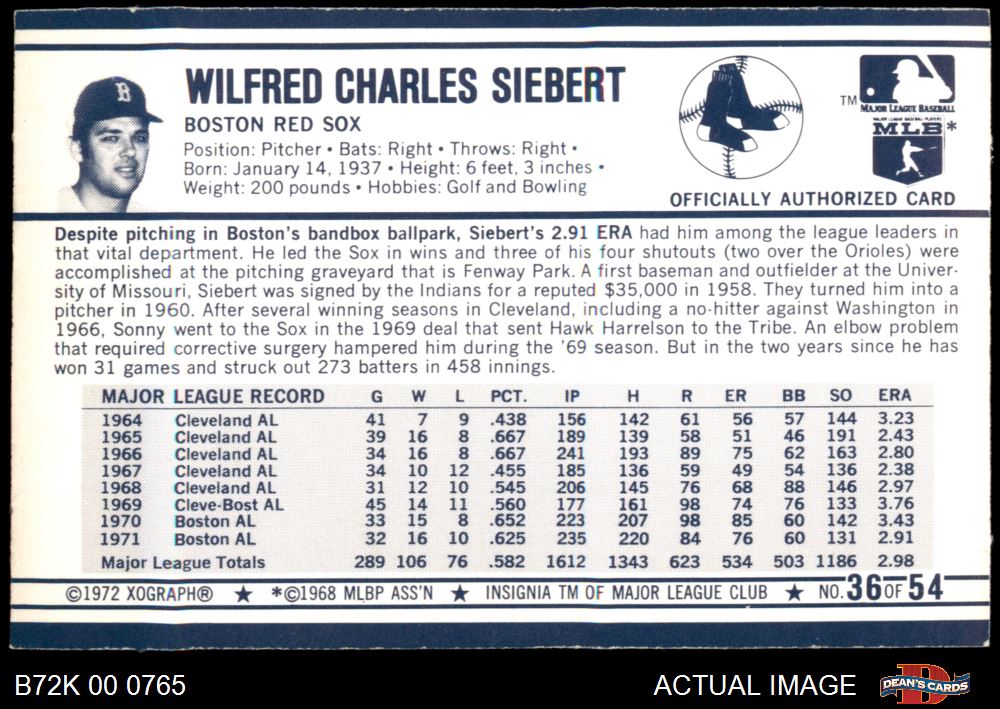 WILFRED CHARLES SIEBERT
BOSTON RED SOX
Position: Pitcher • Bats: Right • Throws: Right •
Born: January 14, 1937 • Height: 6 feet, 3 inches •
Weight: 200 pounds • Hobbies: Golf and Bowling
B
TM
MAJOR LEAGUE BASEBALL
MAJOR LEAGUE BASEBALL PLAYERS
MLB*
OFFICIALLY AUTHORIZED CARD
Despite pitching in Boston's bandbox ballpark, Siebert's 2.91 ERA had him among the league leaders in
that vital department. He led the Sox in wins and three of his four shutouts (two over the Orioles) were
accomplished at the pitching graveyard that is Fenway Park. A first baseman and outfielder at the Univer-
sity of Missouri, Siebert was signed by the Indians for a reputed $35,000 in 1958. They turned him into a
pitcher in 1960. After several winning seasons in Cleveland, including a no-hitter against Washington in
1966, Sonny went to the Sox in the 1969 deal that sent Hawk Harrelson to the Tribe. An elbow problem
that required corrective surgery hampered him during the '69 season. But in the two years since he has
won 31 games and struck out 273 batters in 458 innings.
MAJOR LEAGUE RECORD G W L PCT. IP H R ER BB SO ERA
1964 Cleveland AL 41 7 9 .438 156 142 61 56 57 144 3.23
1965 Cleveland AL 39 16 8 .667 189 139 58 51 46 191 2.43
1966 Cleveland AL 34 16 8 .667 241 193 89 75 62 163 2.80
1967 Cleveland AL 34 10 12 .455 185 136 59 49 54 136 2.38
1968 Cleveland AL 31 12 10 .545 206 145 76 68 88 146 2.97
1969 Cleve-Bost AL 45 14 11 .560 177 161 98 74 76 133 3.76
1970 Boston AL 33 15 8 .652 223 207 98 85 60 142 3.43
1971 Boston AL 32 16 10 .625 235 220 84 76 60 131 2.91
Major League Totals 289 106 76 .582 1612 1343 623 534 503 1186 2.98
©1972 XOGRAPH® ★ *©1968 MLBP ASS'N ★ INSIGNIA TM OF MAJOR LEAGUE CLUB ★ NO. 36 OF 54
B72K 00 0765
ACTUAL IMAGE
D
DEAN'S CARDS